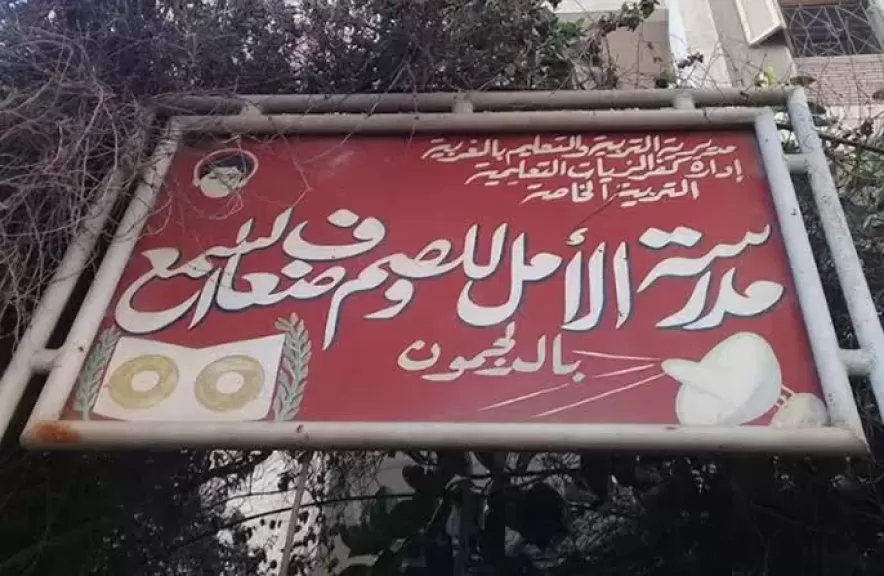 مديرية التربية والتعليم بالغربية
إدارة كفر الزيات التعليمية
التربية الخاصة
مدرسة الأمل للصم وضعاف السمع
بالدلجمون